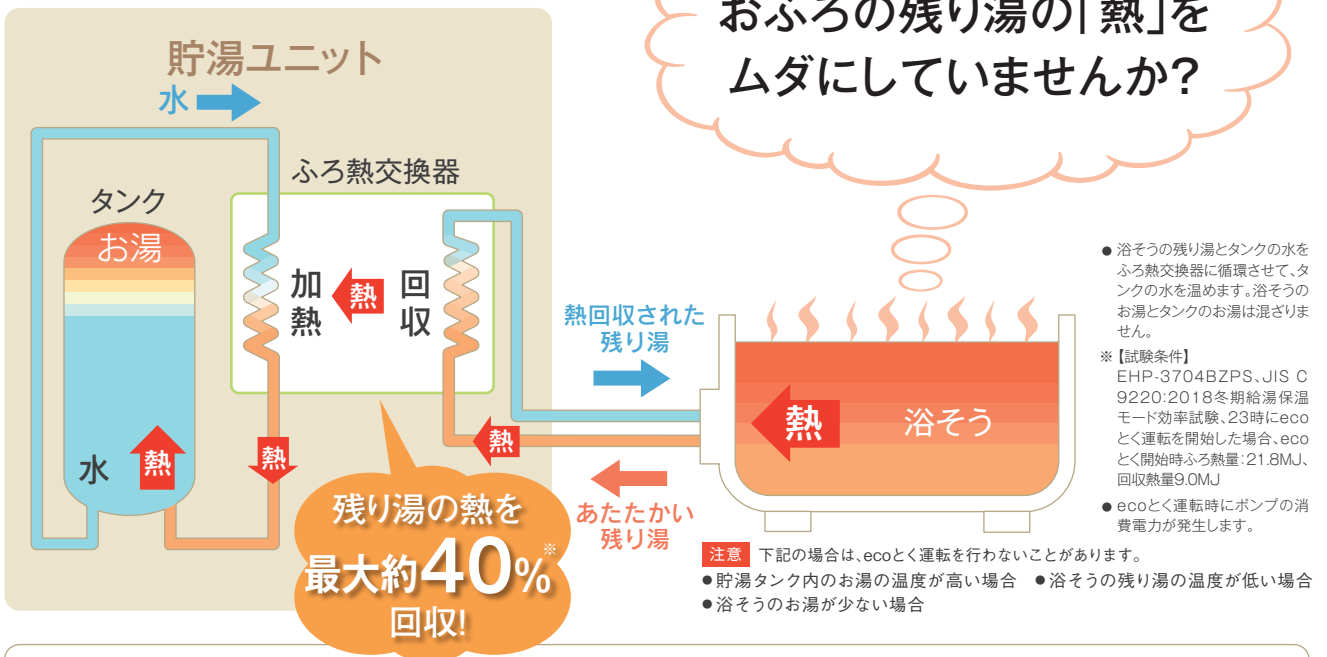 おふろの残り湯の「熱」を
ムダにしていませんか?
貯湯ユニット
水
ふろ熱交換器
タンク
お湯
加熱
熱
回収
水
熱
熱
熱
熱回収された
残り湯
あたたかい
残り湯
熱
浴そう
残り湯の熱を
最大約40%※
回収!
●浴そうの残り湯とタンクの水を
ふろ熱交換器に循環させて、タ
ンクの水を温めます。浴そうの
お湯とタンクのお湯は混ざりま
せん。
※【試験条件】
EHP-3704BZPS、JIS C
9220:2018冬期給湯保温
モード効率試験、23時にeco
とく運転を開始した場合、eco
とく開始時ふろ熱量:21.8MJ、
回収熱量9.0MJ
●ecoとく運転時にポンプの消
費電力が発生します。
注意 下記の場合は、ecoとく運転を行わないことがあります。
●貯湯タンク内のお湯の温度が高い場合 ●浴そうの残り湯の温度が低い場合
●浴そうのお湯が少ない場合